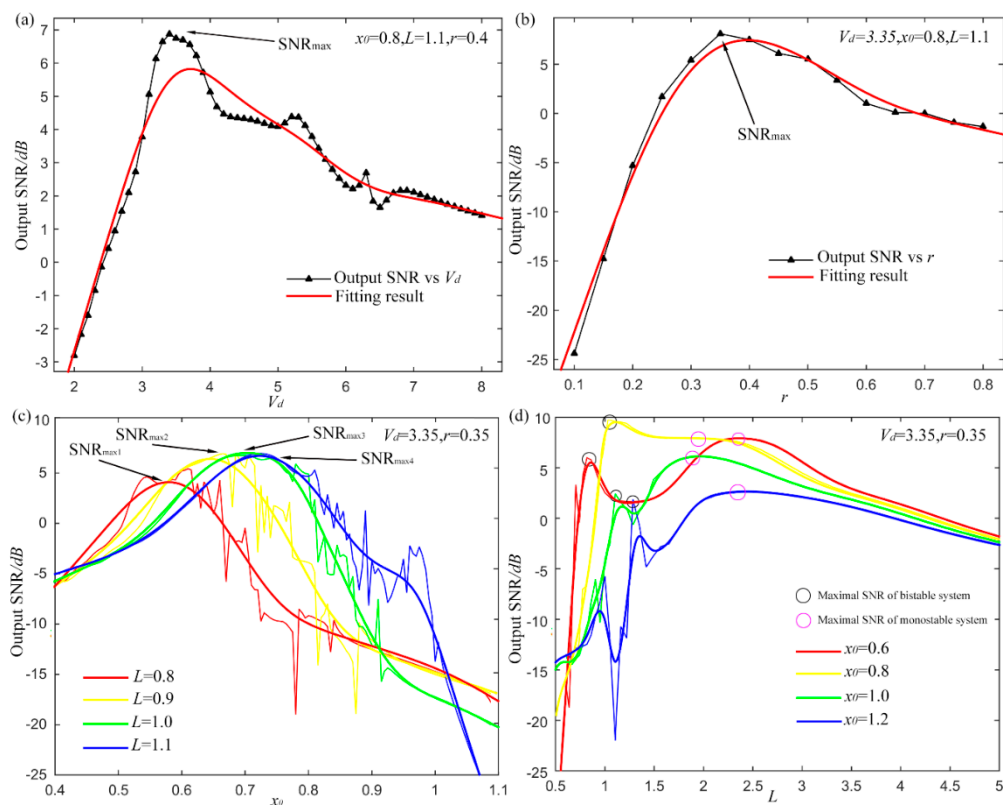 (a)
SNRmax
x0=0.8,L=1.1,r=0.4
Output SNR/dB
7
6
5
4
3
2
1
0
-1
-2
-3
Output SNR vs Vd
Fitting result
2 3 4 5 6 7 8
Vd
(b)
Vd=3.35,x0=0.8,L=1.1
SNRmax
Output SNR/dB
10
5
0
-5
-10
-15
-20
-25
Output SNR vs r
Fitting result
0.1 0.2 0.3 0.4 0.5 0.6 0.7 0.8
r
(c)
Vd=3.35,r=0.35
SNRmax1
SNRmax2
SNRmax3
SNRmax4
Output SNR/dB
10
5
0
-5
-10
-15
-20
-25
L=0.8
L=0.9
L=1.0
L=1.1
0.4 0.5 0.6 0.7 0.8 0.9 1 1.1
x0
(d)
Vd=3.35,r=0.35
Output SNR/dB
10
5
0
-5
-10
-15
-20
-25
Maximal SNR of bistable system
Maximal SNR of monostable system
x0=0.6
x0=0.8
x0=1.0
x0=1.2
0.5 1 1.5 2 2.5 3 3.5 4 4.5 5
L